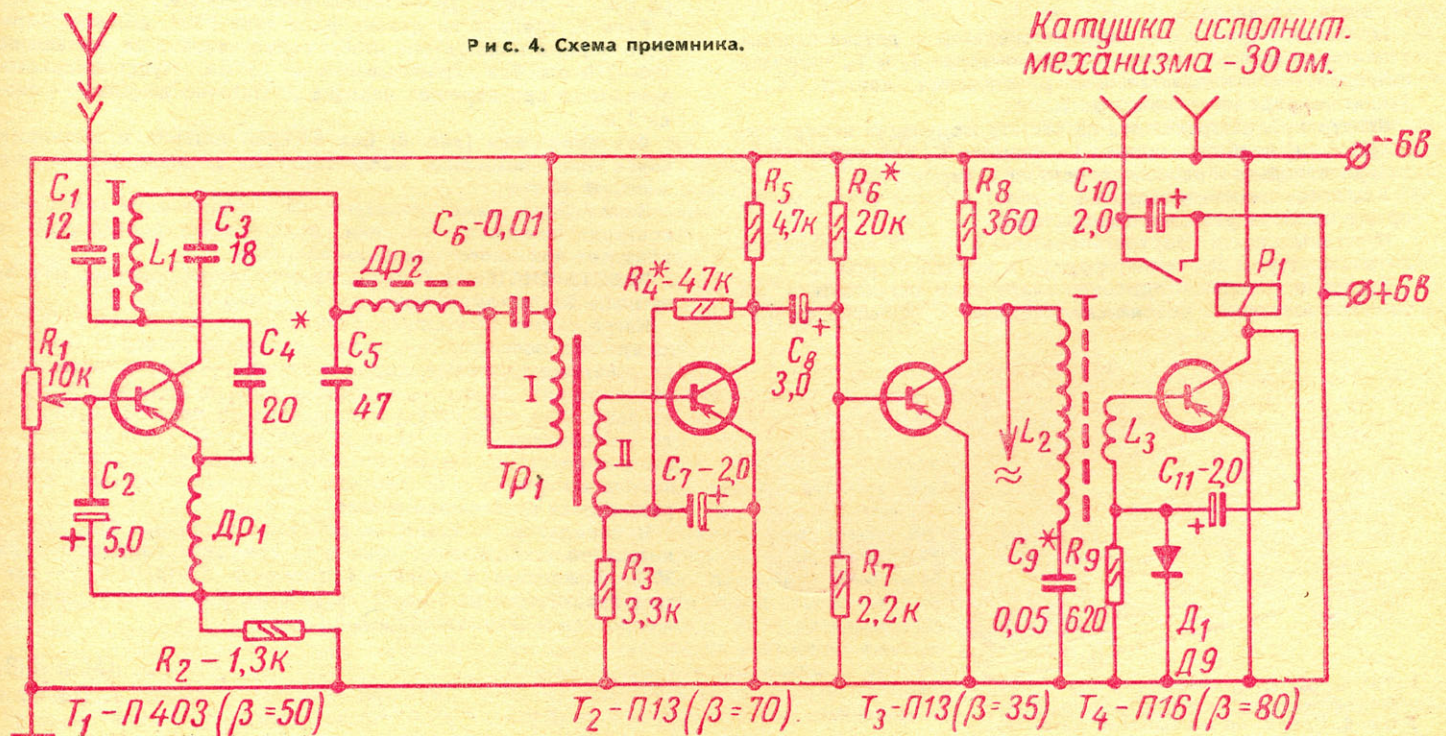 Рис. 4. Схема приемника.
Катушка исполнит.
механизма - 30 ом.
-6в
+6в
C1
12
L1
C3
18
C4*
20
C5
47
R1
10к
C2
+ 5,0
Др1
R2 - 1,3к
Др2
C6 - 0,01
I
Тр1
II
R4* - 47к
R5
4,7к
C7 - 2,0
+
R3
3,3к
C8
+
3,0
R6*
20к
R7
2,2к
R8
360
L2
≈
C9*
0,05
C10
2,0
+
P1
L3
C11 - 20
+
R9
620
Д1
Д9
T1 - П403 (β = 50)
T2 - П13 (β = 70).
T3 - П13 (β = 35)
T4 - П16 (β = 80)